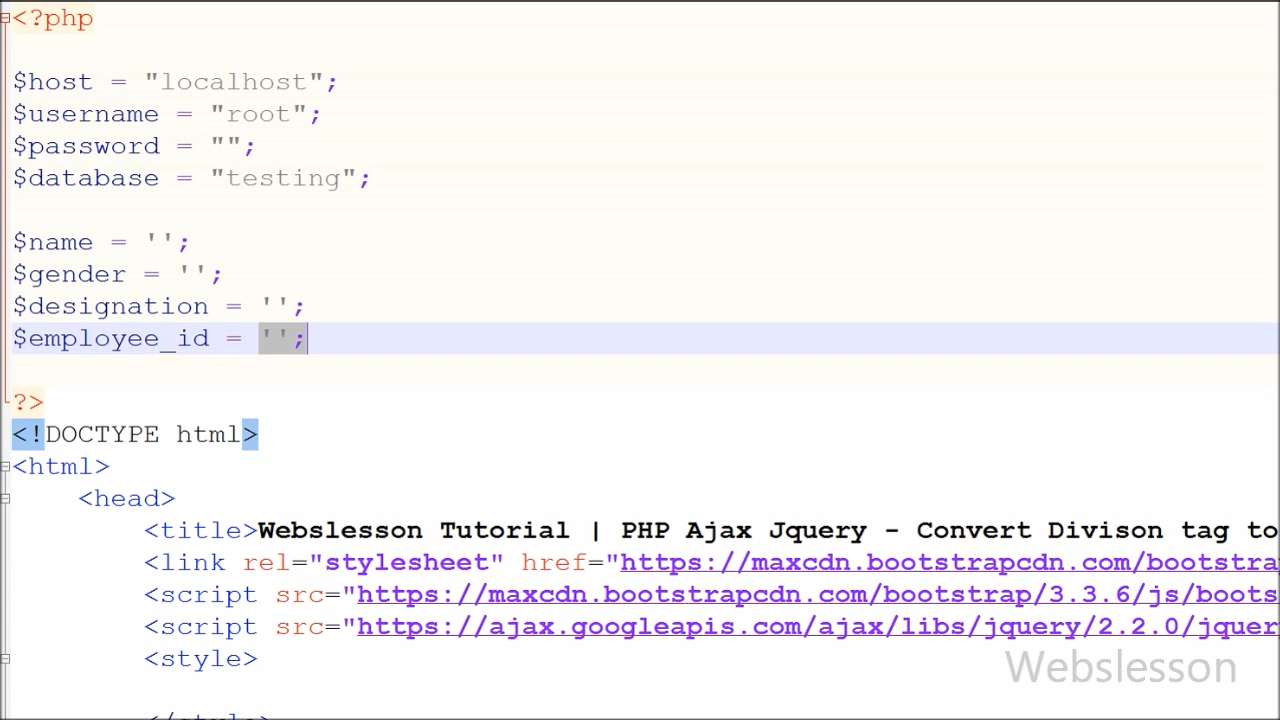 <?php
$host = "localhost";
$username = "root";
$password = "";
$database = "testing";
$name = '';
$gender = '';
$designation = '';
$employee_id = '';
?>
<!DOCTYPE html>
<html>
<head>
<title>Webslesson Tutorial | PHP Ajax Jquery - Convert Divison tag to
<link rel="stylesheet" href="https://maxcdn.bootstrapcdn.com/bootstra
<script src="https://maxcdn.bootstrapcdn.com/bootstrap/3.3.6/js/boots
<script src="https://ajax.googleapis.com/ajax/libs/jquery/2.2.0/jquer
<style>
Webslesson
</style>